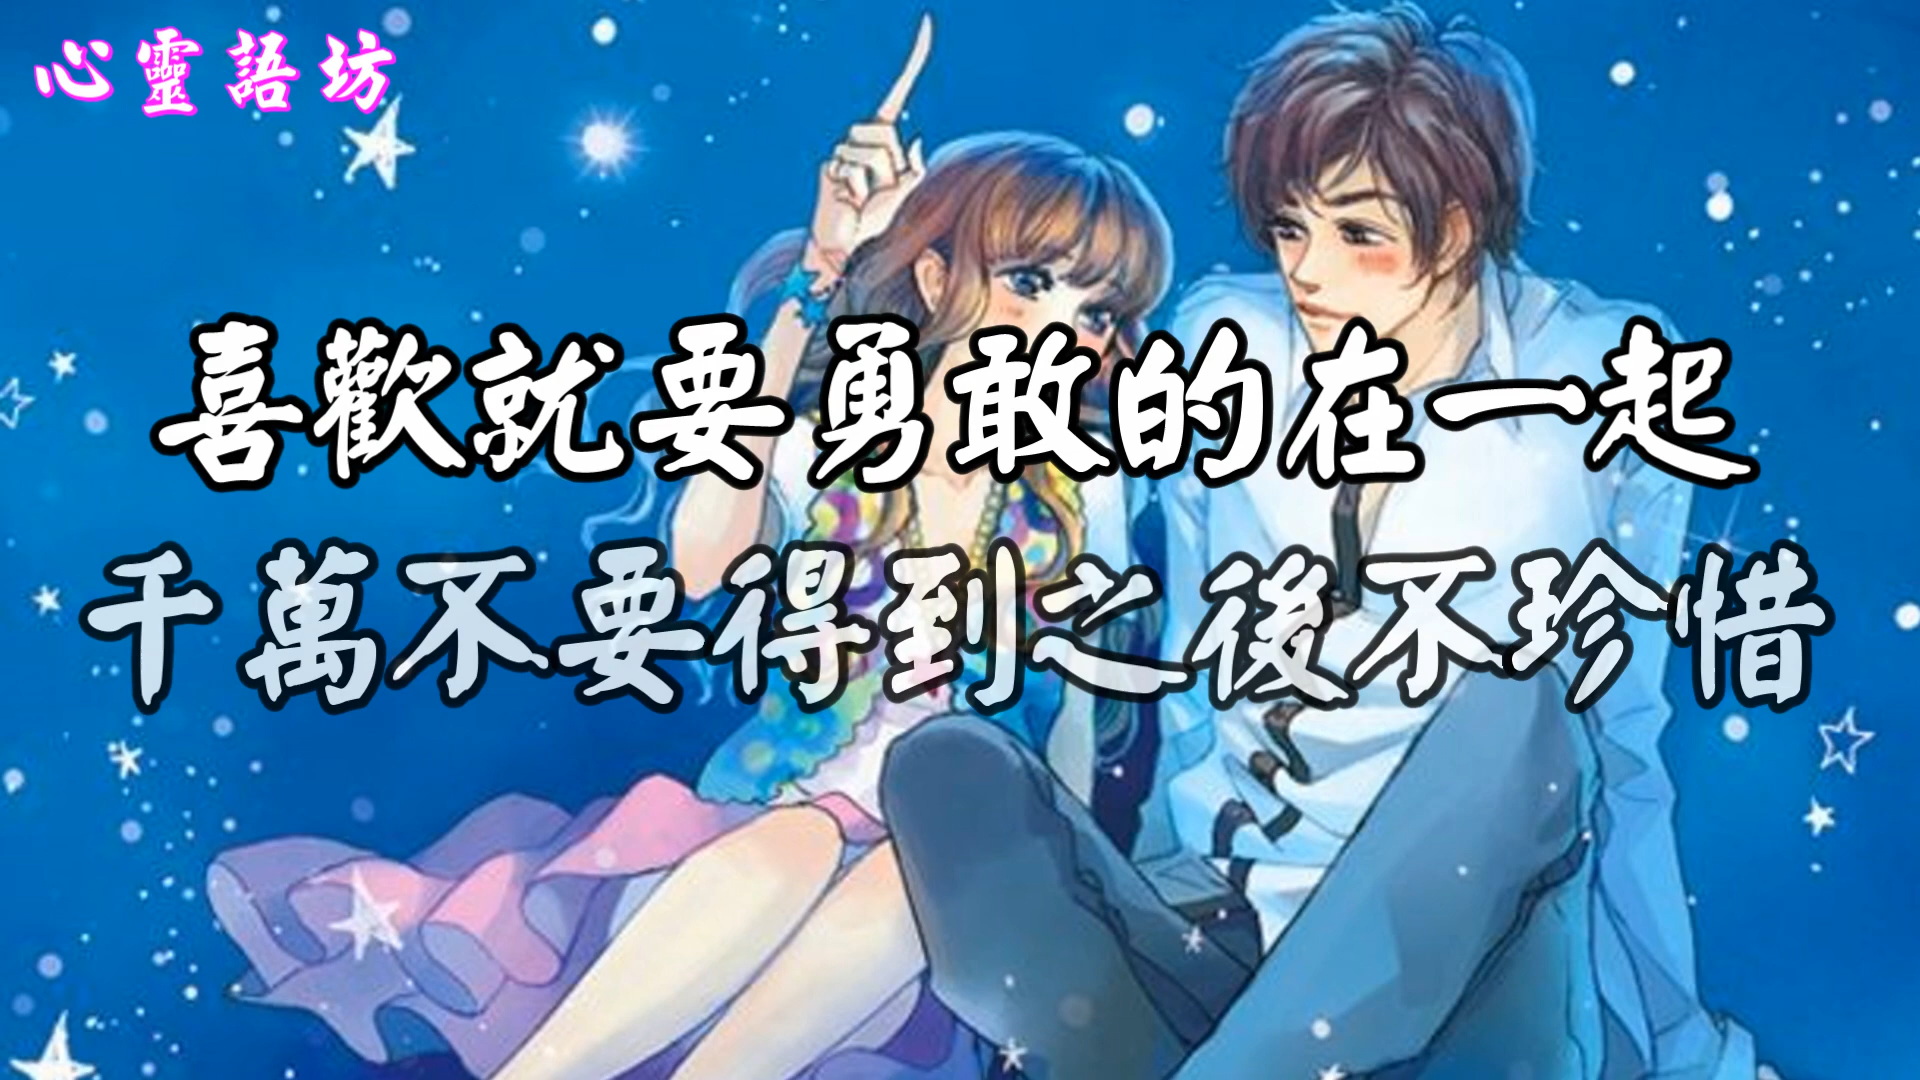 心靈語坊
喜歡就要勇敢的在一起
千萬不要得到之後不珍惜